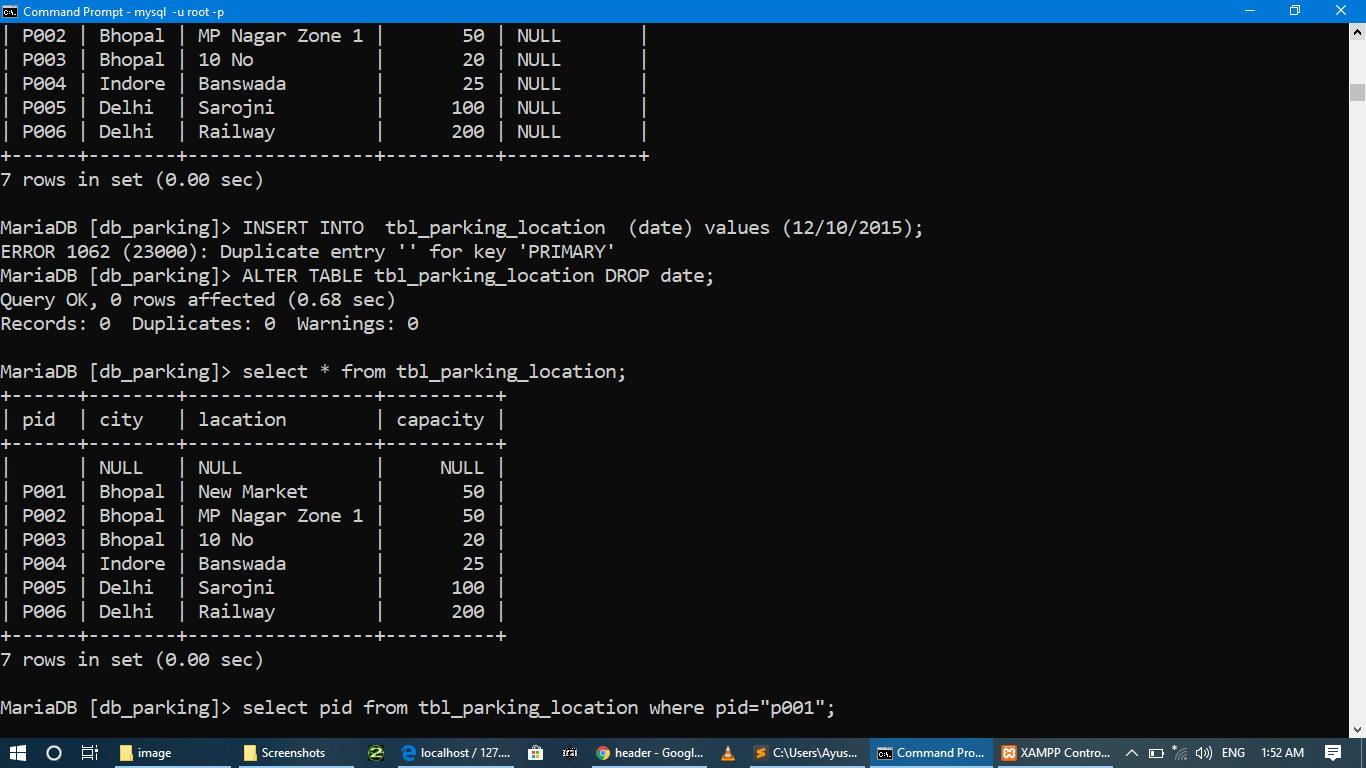 Command Prompt - mysql -u root -p
| P002 | Bhopal | MP Nagar Zone 1 |       50 | NULL       |
| P003 | Bhopal | 10 No           |       20 | NULL       |
| P004 | Indore | Banswada        |       25 | NULL       |
| P005 | Delhi  | Sarojni         |      100 | NULL       |
| P006 | Delhi  | Railway         |      200 | NULL       |
+------+--------+-----------------+----------+------------+
7 rows in set (0.00 sec)
MariaDB [db_parking]> INSERT INTO  tbl_parking_location  (date) values (12/10/2015);
ERROR 1062 (23000): Duplicate entry '' for key 'PRIMARY'
MariaDB [db_parking]> ALTER TABLE tbl_parking_location DROP date;
Query OK, 0 rows affected (0.68 sec)
Records: 0  Duplicates: 0  Warnings: 0
MariaDB [db_parking]> select * from tbl_parking_location;
+------+--------+-----------------+----------+
| pid  | city   | lacation        | capacity |
+------+--------+-----------------+----------+
|      | NULL   | NULL            |     NULL |
| P001 | Bhopal | New Market      |       50 |
| P002 | Bhopal | MP Nagar Zone 1 |       50 |
| P003 | Bhopal | 10 No           |       20 |
| P004 | Indore | Banswada        |       25 |
| P005 | Delhi  | Sarojni         |      100 |
| P006 | Delhi  | Railway         |      200 |
+------+--------+-----------------+----------+
7 rows in set (0.00 sec)
MariaDB [db_parking]> select pid from tbl_parking_location where pid="p001";
image Screenshots localhost / 127.... header - Googl... C:\Users\Ayus... Command Pro... XAMPP Contro... ENG 1:52 AM